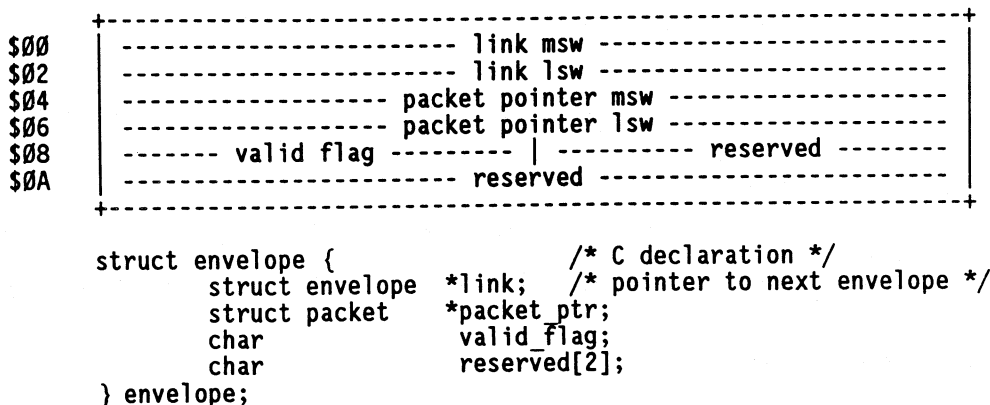 +------------------------------------------------------------+
$00 | ----------------------- link msw ------------------------ |
$02 | ----------------------- link lsw ------------------------ |
$04 | ------------------ packet pointer msw ------------------- |
$06 | ------------------ packet pointer lsw ------------------- |
$08 | ------- valid flag --------- | ---------- reserved -------- |
$0A | ----------------------- reserved ------------------------- |
+------------------------------------------------------------+
struct envelope { /* C declaration */
struct envelope *link; /* pointer to next envelope */
struct packet *packet_ptr;
char valid_flag;
char reserved[2];
} envelope;